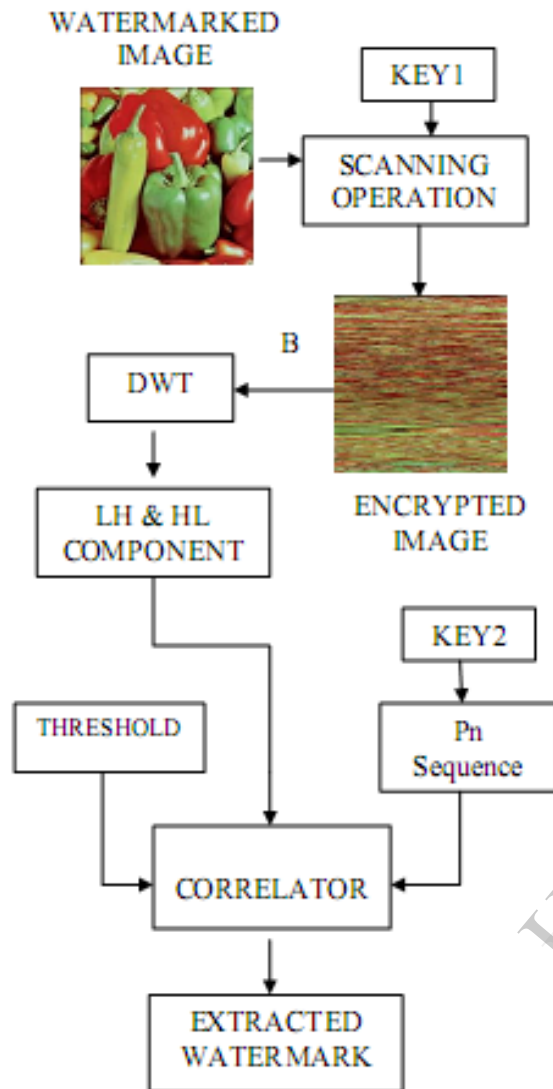 WATERMARKED
IMAGE
KEY1
SCANNING
OPERATION
B
DWT
ENCRYPTED
IMAGE
LH & HL
COMPONENT
KEY2
THRESHOLD
Pn
Sequence
CORRELATOR
EXTRACTED
WATERMARK